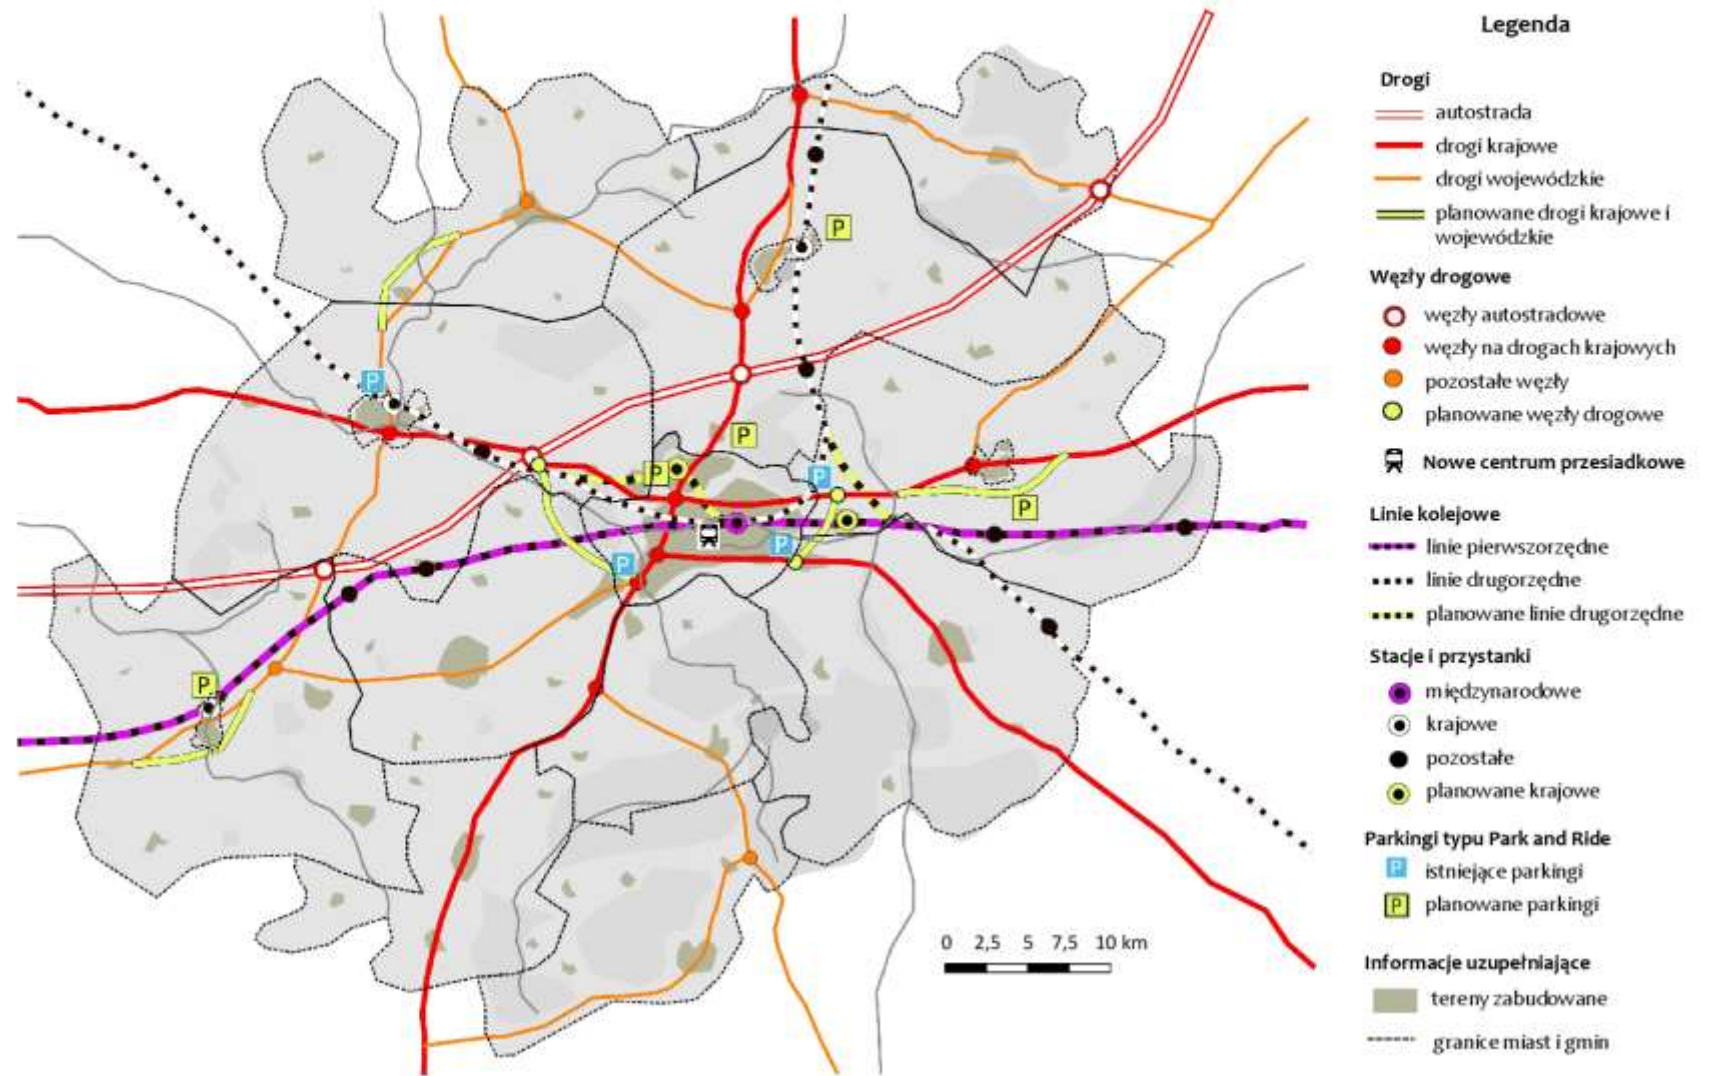 Legenda
Drogi
autostrada
drogi krajowe
drogi wojewódzkie
planowane drogi krajowe i
wojewódzkie
Węzły drogowe
węzły autostradowe
węzły na drogach krajowych
pozostałe węzły
planowane węzły drogowe
Nowe centrum przesiadkowe
Linie kolejowe
linie pierwszorzędne
linie drugorzędne
planowane linie drugorzędne
Stacje i przystanki
międzynarodowe
krajowe
pozostałe
planowane krajowe
Parkingi typu Park and Ride
P istniejące parkingi
P planowane parkingi
Informacje uzupełniające
tereny zabudowane
granice miast i gmin
P
P
P
P
P
P
P
P
P
P
0 2,5 5 7,5 10 km